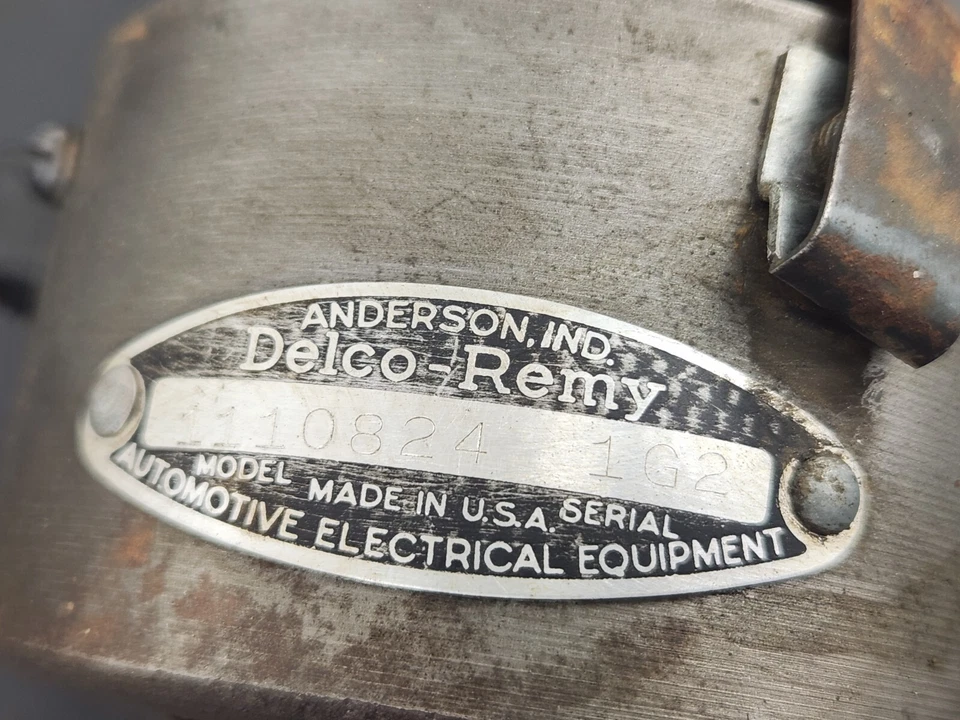 ANDERSON, IND.
Delco-Remy
1110824 1G2
MODEL MADE IN U.S.A. SERIAL
AUTOMOTIVE ELECTRICAL EQUIPMENT